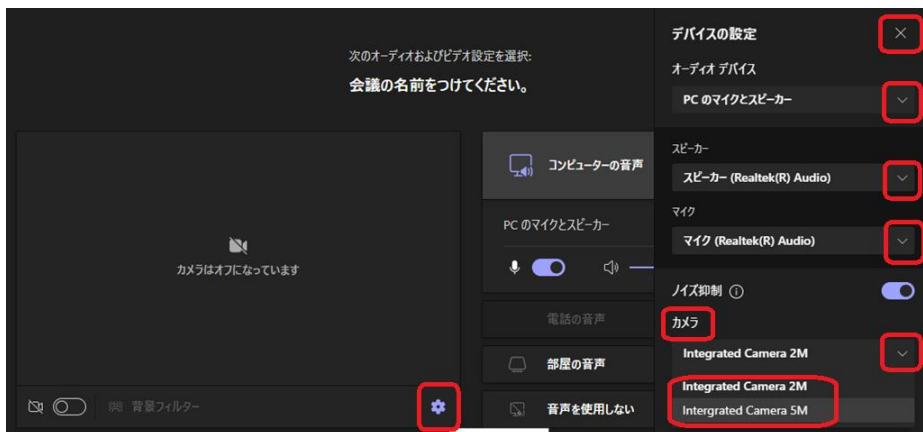 次のオーディオおよびビデオ設定を選択:
会議の名前をつけてください。
カメラはオフになっています
背景フィルター
コンピューターの音声
PC のマイクとスピーカー
電話の音声
部屋の音声
音声を使用しない
デバイスの設定
オーディオ デバイス
PC のマイクとスピーカー
スピーカー
スピーカー (Realtek(R) Audio)
マイク
マイク (Realtek(R) Audio)
ノイズ抑制
カメラ
Integrated Camera 2M
Integrated Camera 2M
Intergrated Camera 5M